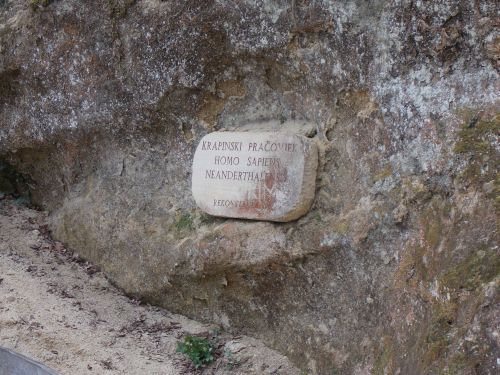 KRAPINSKI PRAČOVJEK
HOMO SAPIENS
NEANDERTHALENSIS